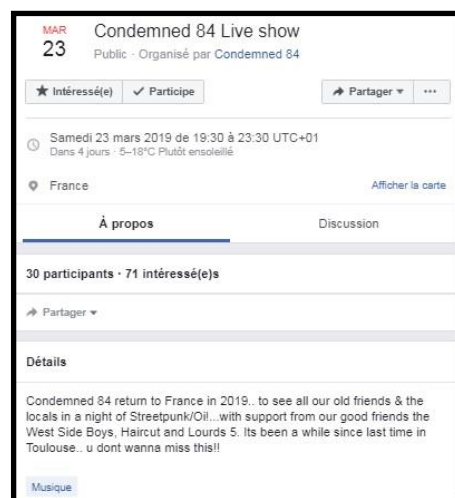 MAR
23
Condemned 84 Live show
Public · Organisé par Condemned 84
Intéressé(e) Participe Partager
Samedi 23 mars 2019 de 19:30 à 23:30 UTC+01
Dans 4 jours · 5–18°C Plutôt ensoleillé
France Afficher la carte
À propos Discussion
30 participants · 71 intéressé(e)s
Partager
Détails
Condemned 84 return to France in 2019.. to see all our old friends & the
locals in a night of Streetpunk/Oi!...with support from our good friends the
West Side Boys, Haircut and Lourds 5. Its been a while since last time in
Toulouse.. u dont wanna miss this!!
Musique